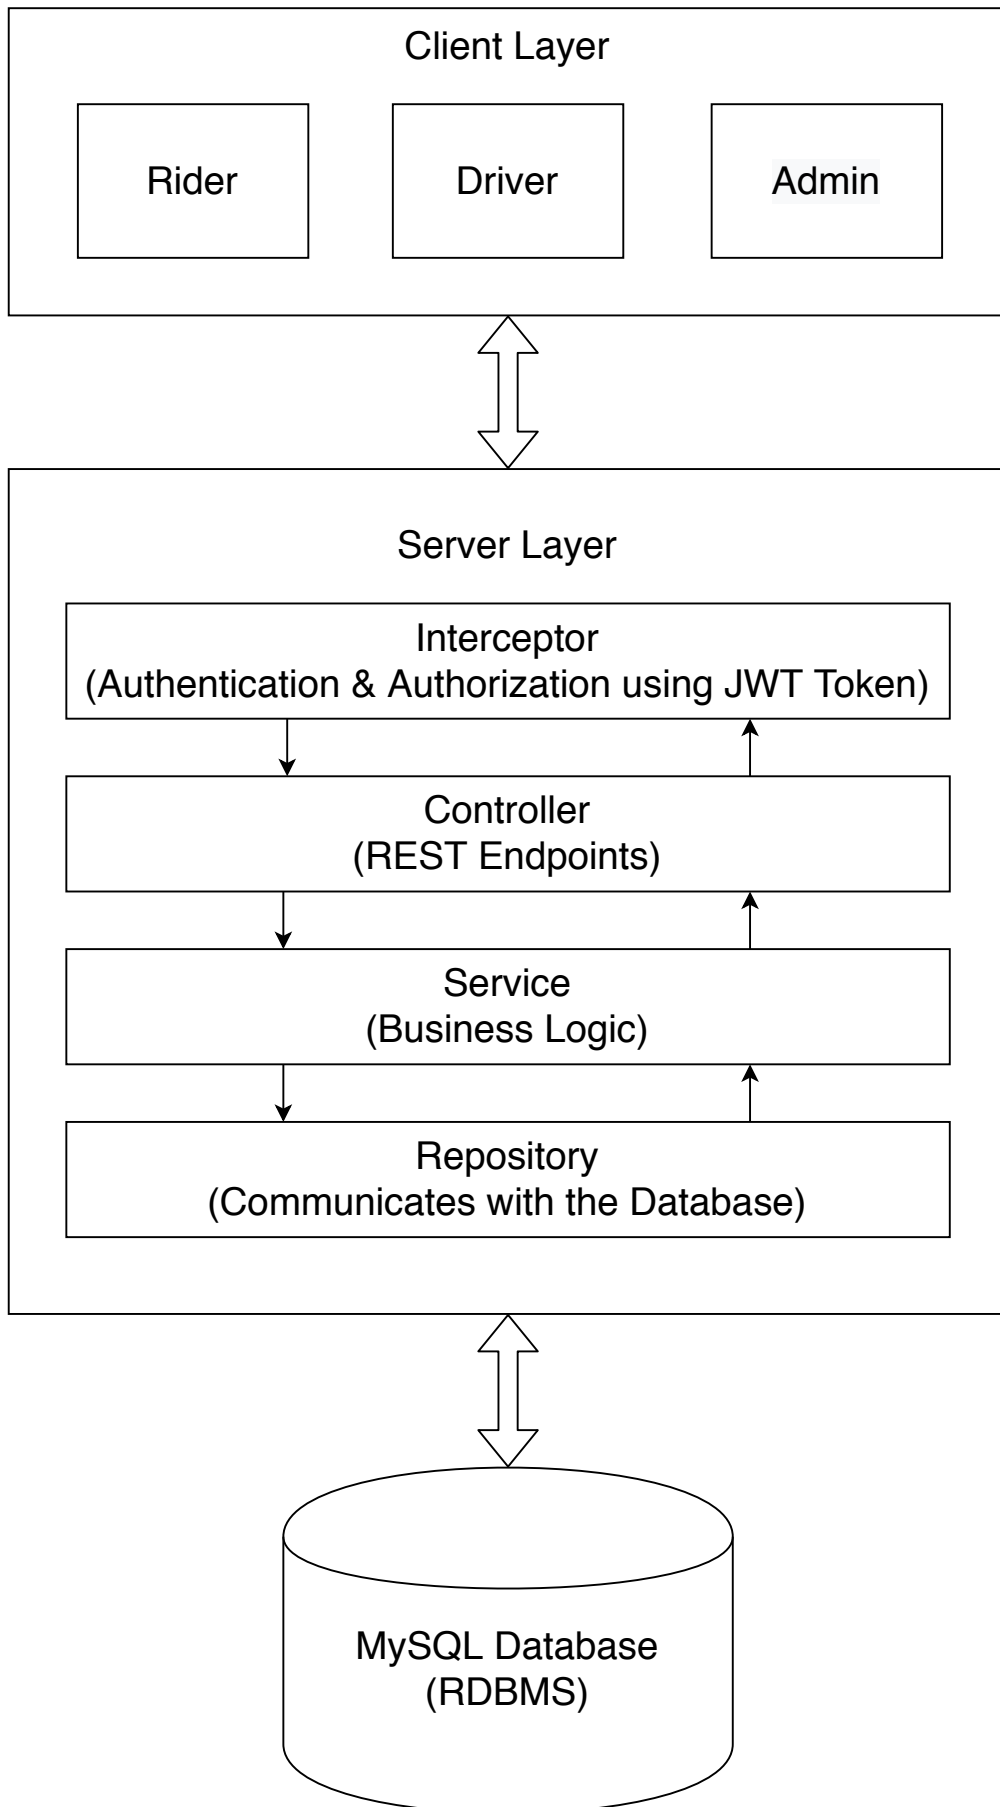 Client Layer
Rider
Driver
Admin
Server Layer
Interceptor
(Authentication & Authorization using JWT Token)
Controller
(REST Endpoints)
Service
(Business Logic)
Repository
(Communicates with the Database)
MySQL Database
(RDBMS)